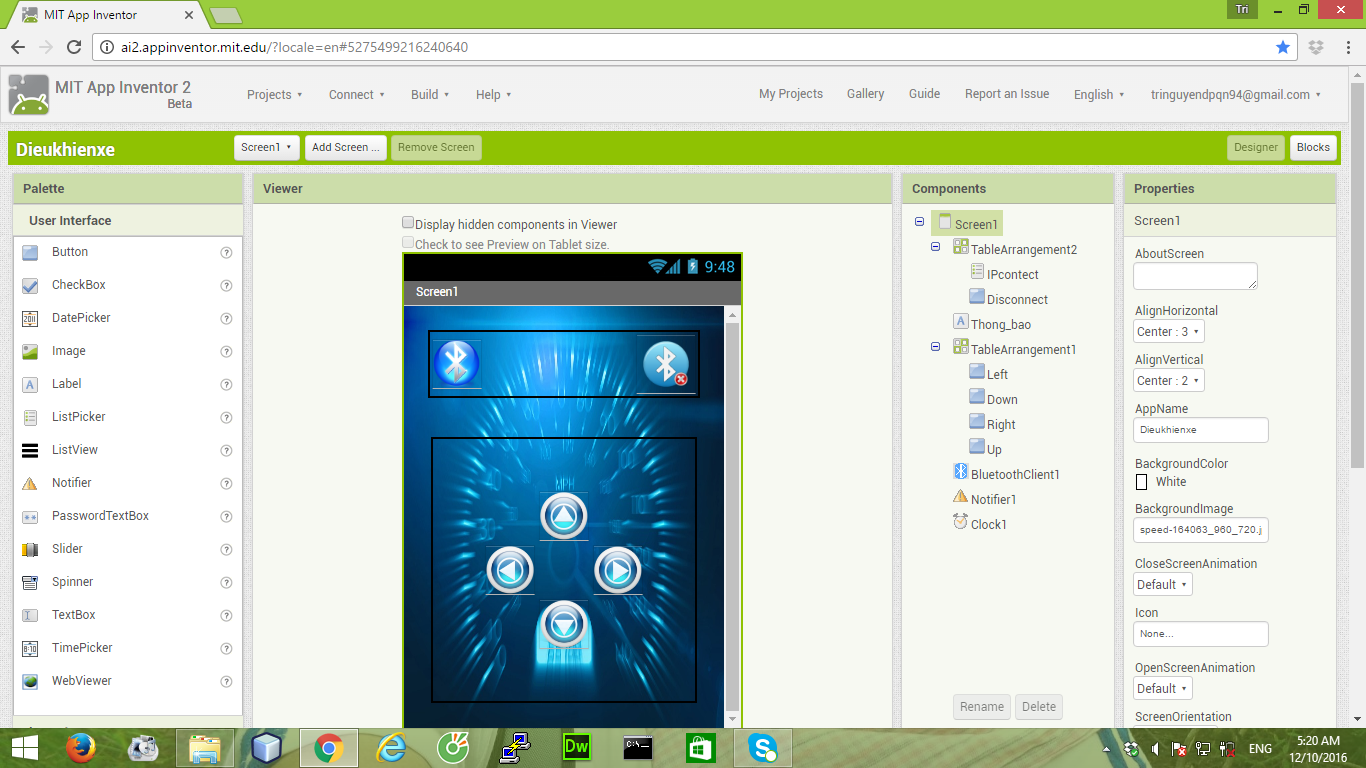 MIT App Inventor
Tri
ai2.appinventor.mit.edu/?locale=en#5275499216240640
MIT App Inventor 2
Beta
Projects
Connect
Build
Help
My Projects
Gallery
Guide
Report an Issue
English
tringuyendpqn94@gmail.com
Dieukhienxe
Screen1
Add Screen ...
Remove Screen
Designer
Blocks
Palette
User Interface
Button
CheckBox
DatePicker
Image
Label
ListPicker
ListView
Notifier
PasswordTextBox
Slider
Spinner
TextBox
TimePicker
WebViewer
Viewer
Display hidden components in Viewer
Check to see Preview on Tablet size.
9:48
Screen1
MPH
Components
Screen1
TableArrangement2
IPcontect
Disconnect
Thong_bao
TableArrangement1
Left
Down
Right
Up
BluetoothClient1
Notifier1
Clock1
Rename
Delete
Properties
Screen1
AboutScreen
AlignHorizontal
Center : 3
AlignVertical
Center : 2
AppName
Dieukhienxe
BackgroundColor
White
BackgroundImage
speed-164063_960_720.j
CloseScreenAnimation
Default
Icon
None...
OpenScreenAnimation
Default
ScreenOrientation
Dw
ENG
5:20 AM
12/10/2016